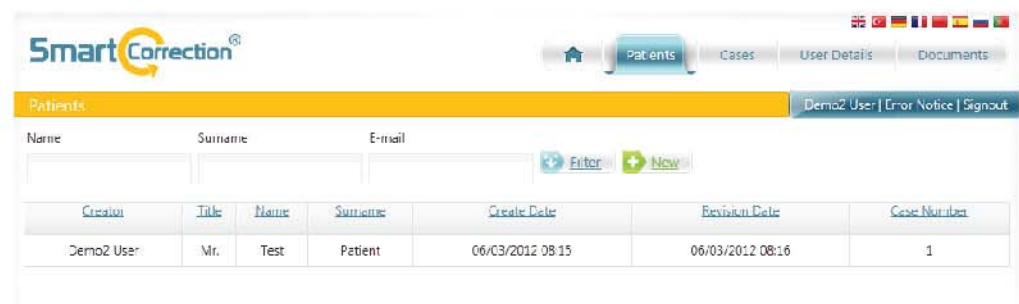 SmartCorrection®
Patients Cases User Details Documents
Patients
Demo2 User | Error Notice | Signout
Name Surname E-mail
Filter New
Creator Title Name Surname Create Date Revision Date Case Number
Demo2 User Mr. Test Patient 06/03/2012 08:15 06/03/2012 08:16 1